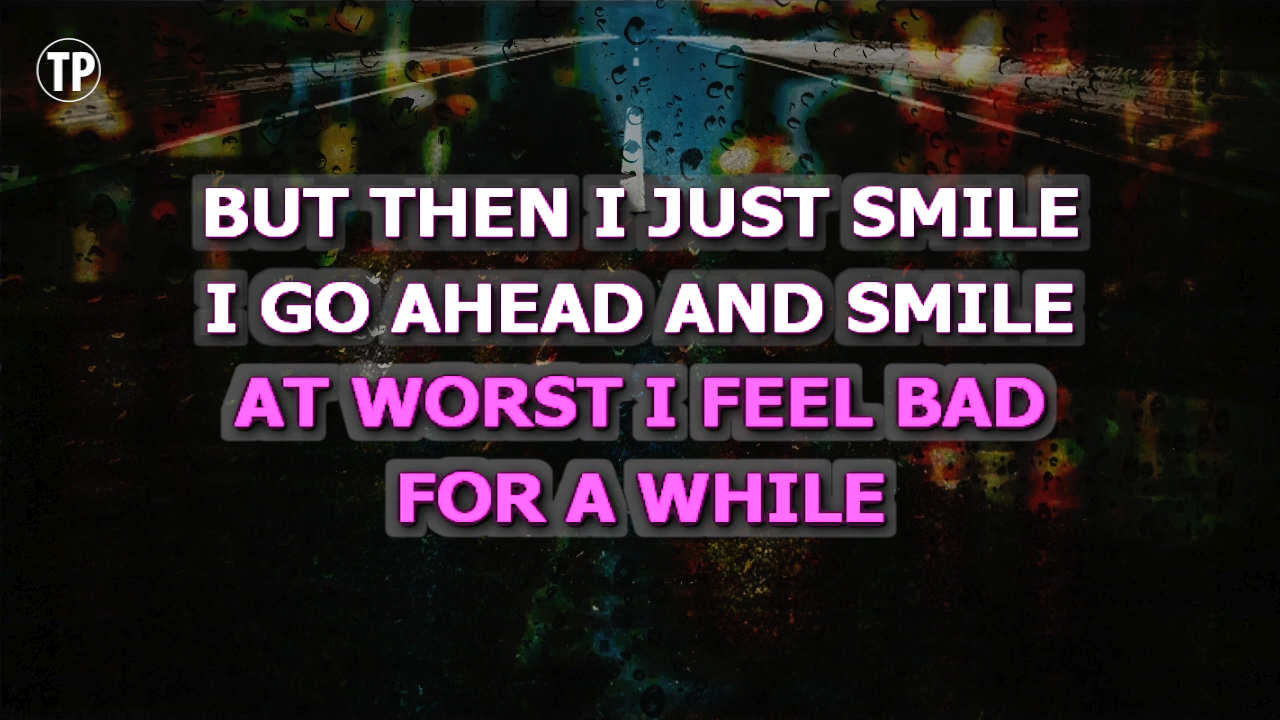 TP
BUT THEN I JUST SMILE
I GO AHEAD AND SMILE
AT WORST I FEEL BAD
FOR A WHILE